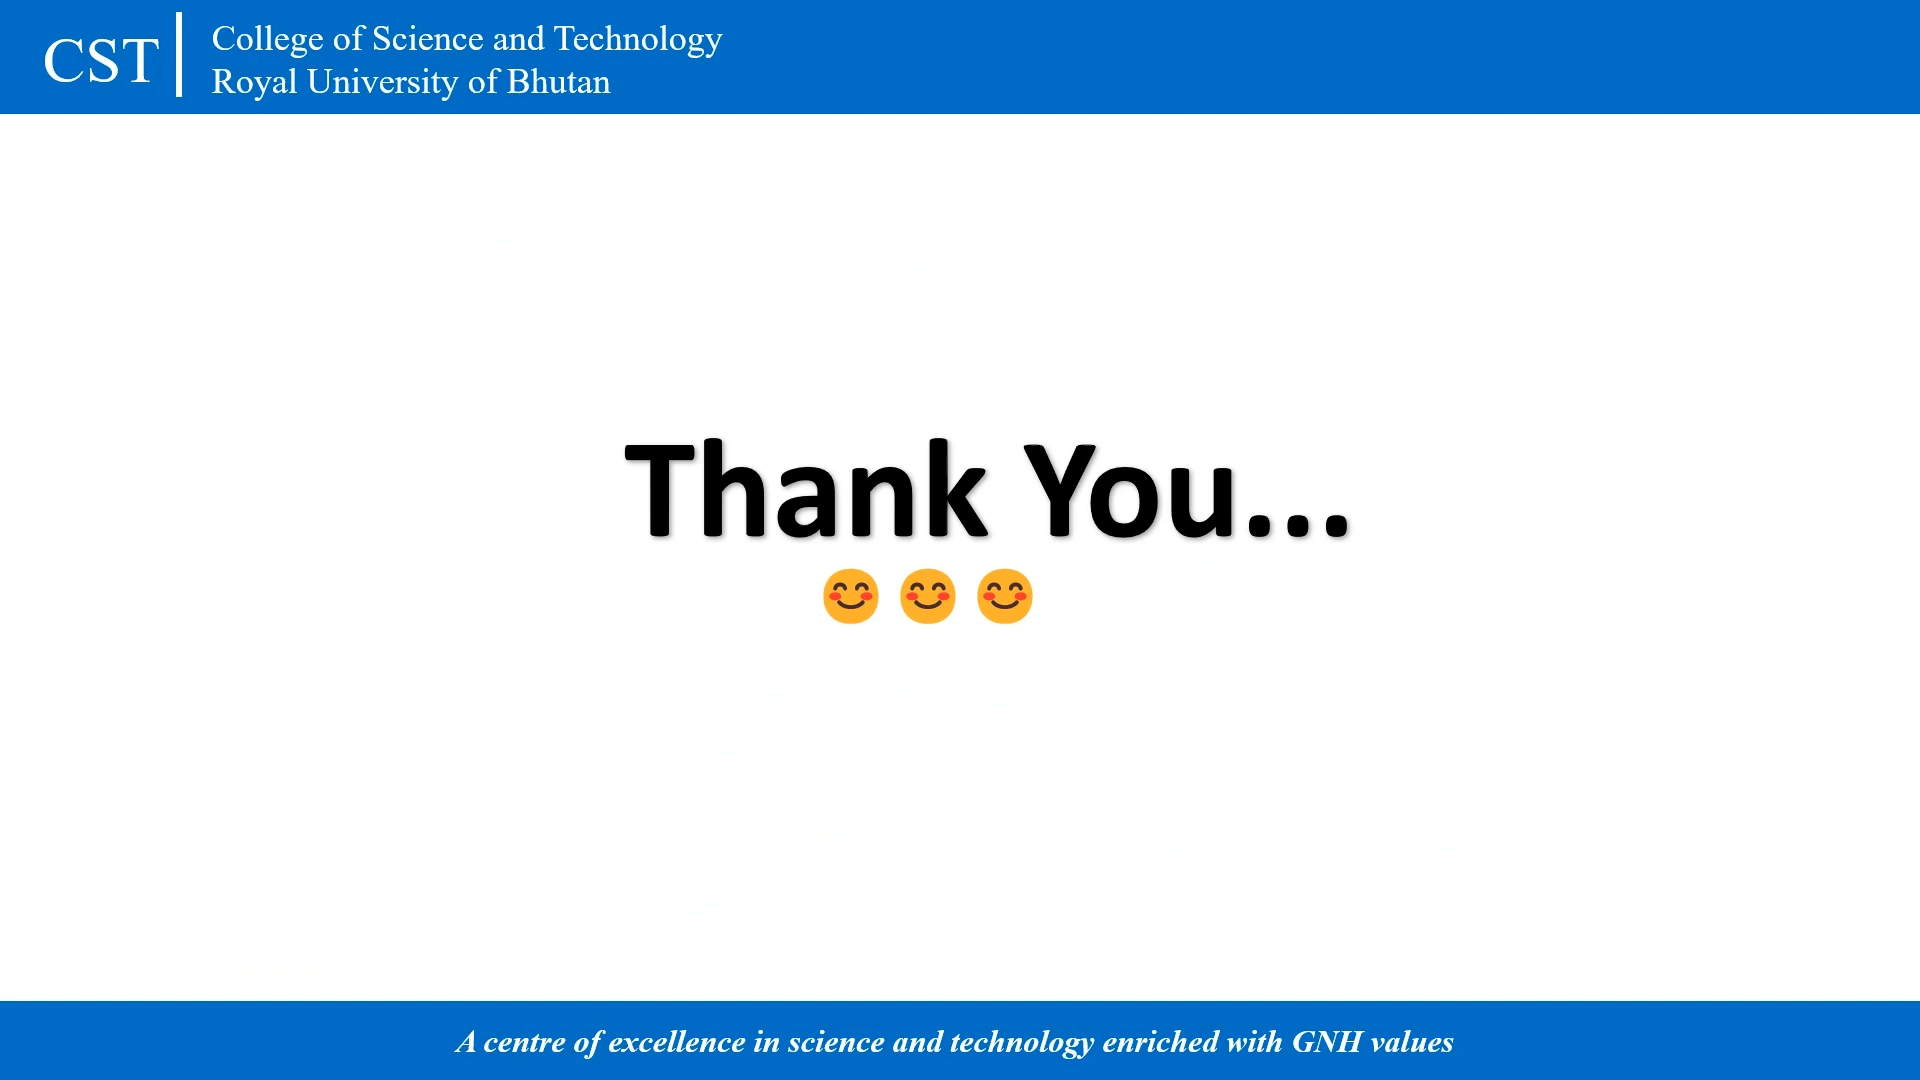 CST
College of Science and Technology
Royal University of Bhutan
Thank You...
😊 😊 😊
A centre of excellence in science and technology enriched with GNH values